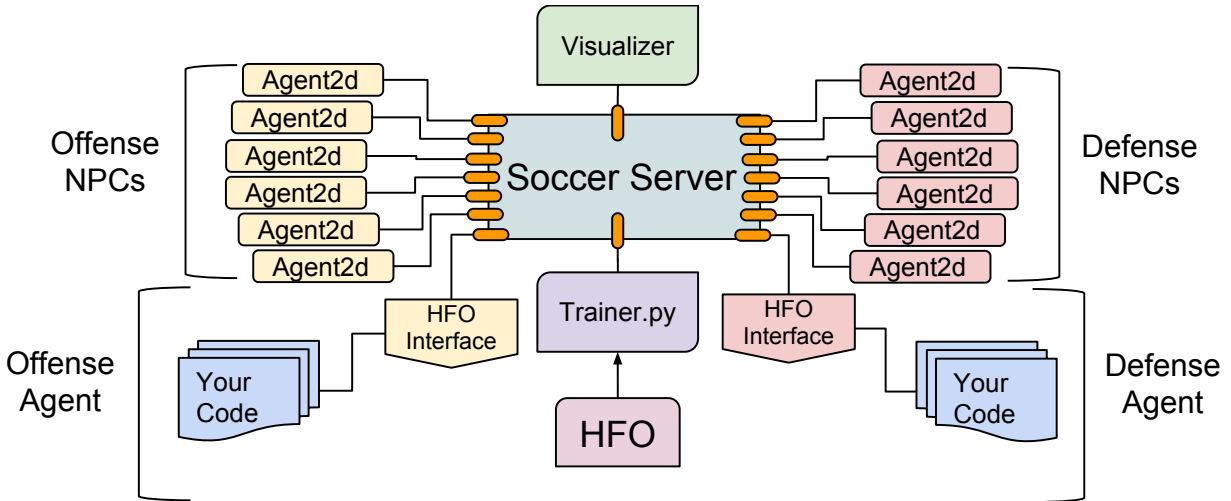 Visualizer
Offense
NPCs
Agent2d
Agent2d
Agent2d
Agent2d
Agent2d
Agent2d
Soccer Server
Agent2d
Agent2d
Agent2d
Agent2d
Agent2d
Agent2d
Defense
NPCs
Offense
Agent
Your
Code
HFO
Interface
Trainer.py
HFO
HFO
Interface
Your
Code
Defense
Agent